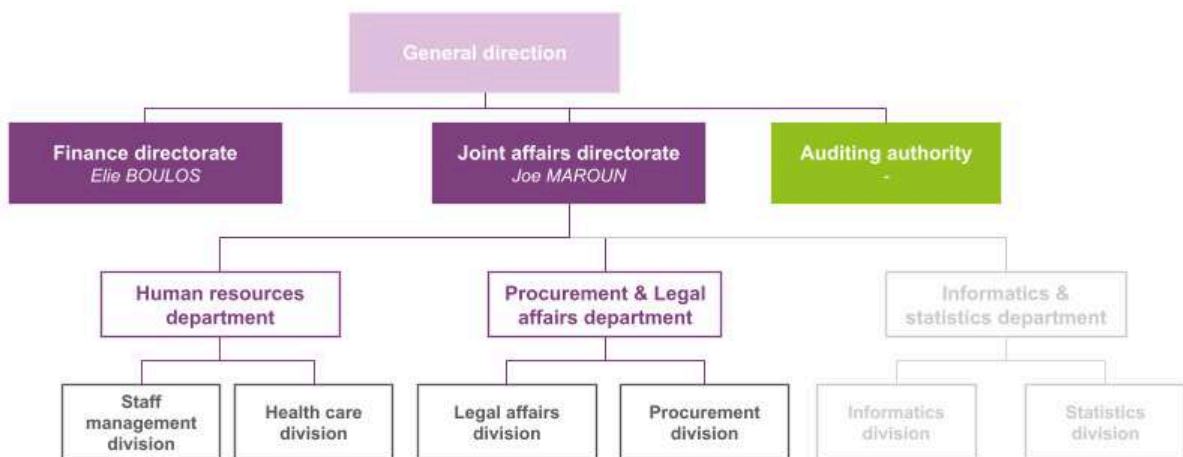 General direction
Finance directorate
Elie BOULOS
Joint affairs directorate
Joe MAROUN
Auditing authority
-
Human resources
department
Procurement & Legal
affairs department
Informatics &
statistics department
Staff
management
division
Health care
division
Legal affairs
division
Procurement
division
Informatics
division
Statistics
division